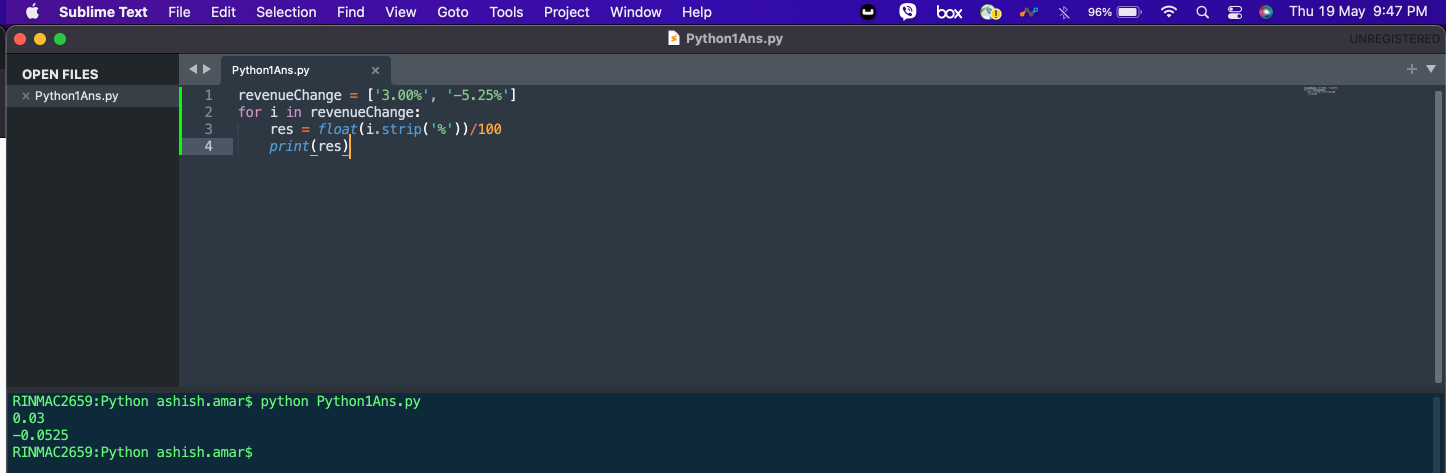 Sublime Text File Edit Selection Find View Goto Tools Project Window Help box 96% Thu 19 May 9:47 PM
Python1Ans.py UNREGISTERED
OPEN FILES
Python1Ans.py
Python1Ans.py
1 revenueChange = ['3.00%', '-5.25%']
2 for i in revenueChange:
3 res = float(i.strip('%'))/100
4 print(res)
RINMAC2659:Python ashish.amar$ python Python1Ans.py
0.03
-0.0525
RINMAC2659:Python ashish.amar$